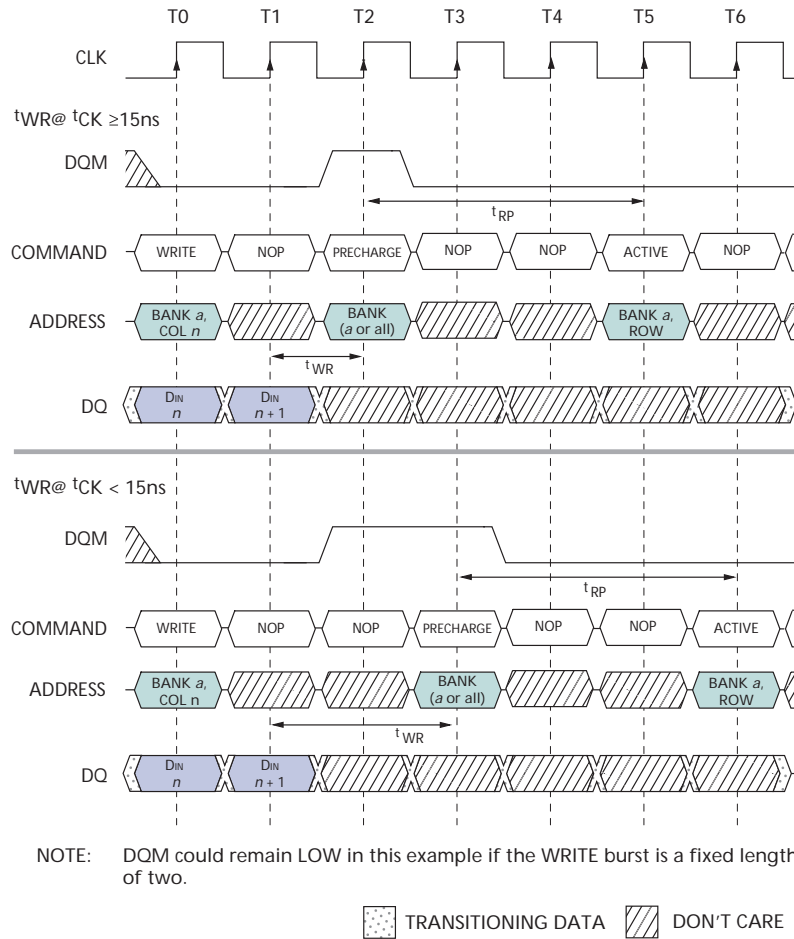 T0 T1 T2 T3 T4 T5 T6
CLK
tWR@ tCK ≥15ns
DQM
tRP
COMMAND WRITE NOP PRECHARGE NOP NOP ACTIVE NOP
ADDRESS BANK a, COL n BANK (a or all) BANK a, ROW
tWR
DQ DIN n DIN n + 1
tWR@ tCK < 15ns
DQM
tRP
COMMAND WRITE NOP NOP PRECHARGE NOP NOP ACTIVE
ADDRESS BANK a, COL n BANK (a or all) BANK a, ROW
tWR
DQ DIN n DIN n + 1
NOTE: DQM could remain LOW in this example if the WRITE burst is a fixed length
of two.
TRANSITIONING DATA DON'T CARE